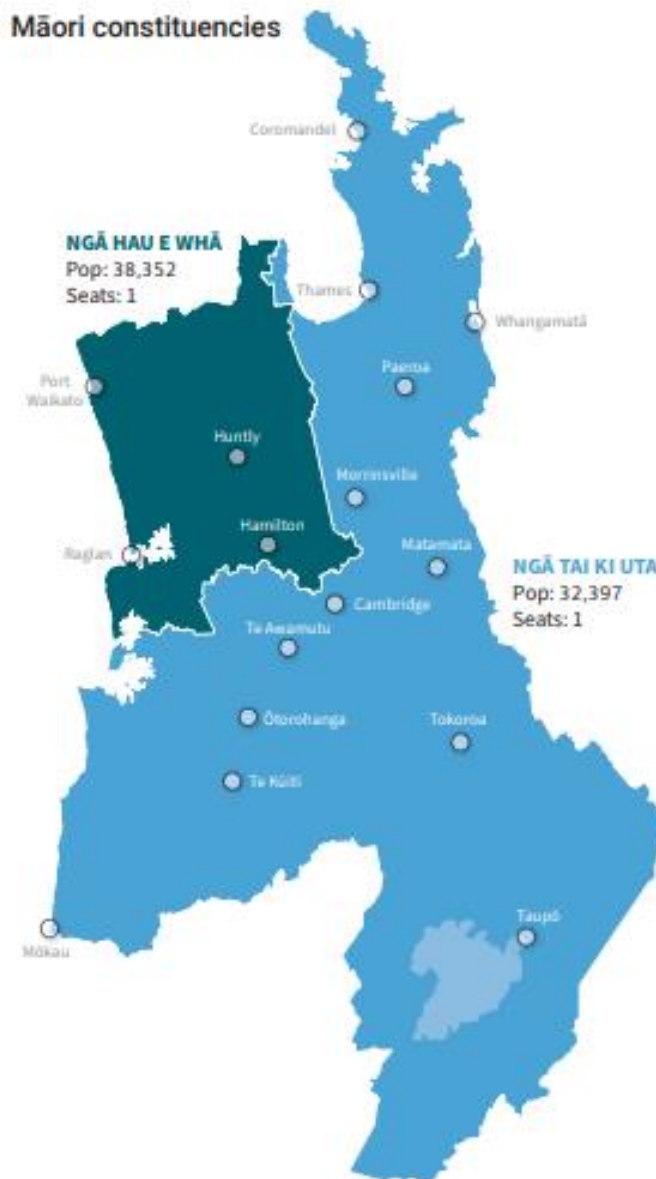 Māori constituencies
Coromandel
NGĀ HAU E WHĀ
Pop: 38,352
Seats: 1
Thames
Whangamatā
Port
Waikato
Paeroa
Huntly
Morrinsville
Hamilton
Raglan
Matamata
NGĀ TAI KI UTA
Pop: 32,397
Seats: 1
Cambridge
Te Awamutu
Ōtorohanga
Tokoroa
Te Kūiti
Taupō
Mōkau